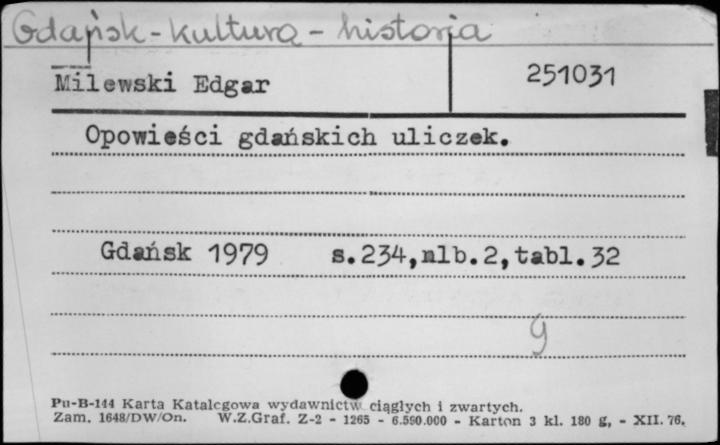 Gdańsk - kultura - historia
Milewski Edgar 251031
Opowieści gdańskich uliczek.
Gdańsk 1979 s.234,nlb.2,tabl.32
g
Pu-B-144 Karta Katalogowa wydawnictw ciągłych i zwartych.
Zam. 1648/DW/On. W.Z.Graf. Z-2 - 1265 - 6.590.000 - Karton 3 kl. 180 g, - XII. 76.